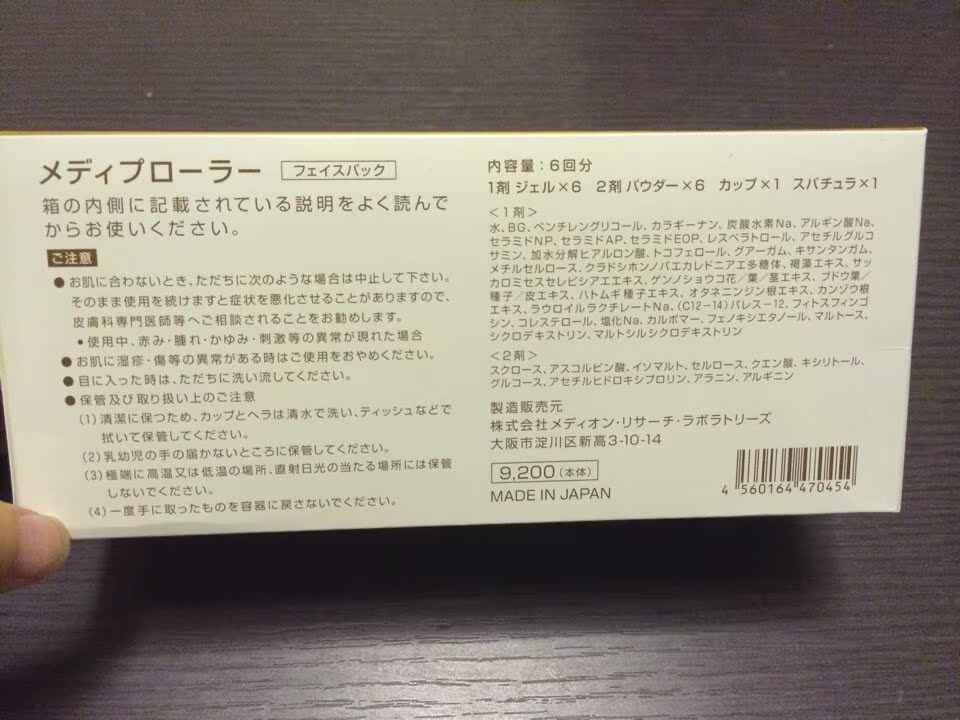 メディプローラー フェイスパック
箱の内側に記載されている説明をよく読んで
からお使いください。
ご注意
● お肌に合わないとき、ただちに次のような場合は中止して下さい。
そのまま使用を続けますと症状を悪化させることがありますので、
皮膚科専門医師等へご相談されることをお勧めします。
• 使用中、赤み・腫れ・かゆみ・刺激等の異常が現れた場合
● お肌に湿疹・傷等の異常がある時はご使用をおやめください。
● 目に入った時は、ただちに洗い流してください。
● 保管及び取り扱い上のご注意
(1) 清潔に保つため、カップとヘラは清水で洗い、ティッシュなどで
拭いて保管してください。
(2) 乳幼児の手の届かないところに保管してください。
(3) 極端に高温又は低温の場所、直射日光の当たる場所には保管
しないでください。
(4) 一度手に取ったものを容器に戻さないでください。
内容量：6回分
1剤 ジェル×6 2剤 パウダー×6 カップ×1 スパチュラ×1
＜1剤＞
水、BG、ペンチレングリコール、カラギーナン、炭酸水素Na、アルギン酸Na、
セラミドNP、セラミドAP、セラミドEOP、レスベラトロール、アセチルグルコ
サミン、加水分解ヒアルロン酸、トコフェロール、グアーガム、キサンタンガム、
メチルセルロース、クラドシホンノバエカレドニアエ多糖体、褐藻エキス、サッ
カロミセスセレビシアエエキス、ゲンノショウコ花／葉／茎エキス、ブドウ葉／
種子／皮エキス、ハトムギ種子エキス、オタネニンジン根エキス、カンゾウ根
エキス、ラウロイルラクチレートNa、(C12-14)パレス-12、フィトスフィンゴ
シン、コレステロール、塩化Na、カルボマー、フェノキシエタノール、マルトース、
シクロデキストリン、マルトシルシクロデキストリン
＜2剤＞
スクロース、アスコルビン酸、イソマルト、セルロース、クエン酸、キシリトール、
グルコース、アセチルヒドロキシプロリン、アラニン、アルギニン
製造販売元
株式会社メディオン・リサーチ・ラボラトリーズ
大阪市淀川区新高3-10-14
9,200(本体)
MADE IN JAPAN
4 560164 470454